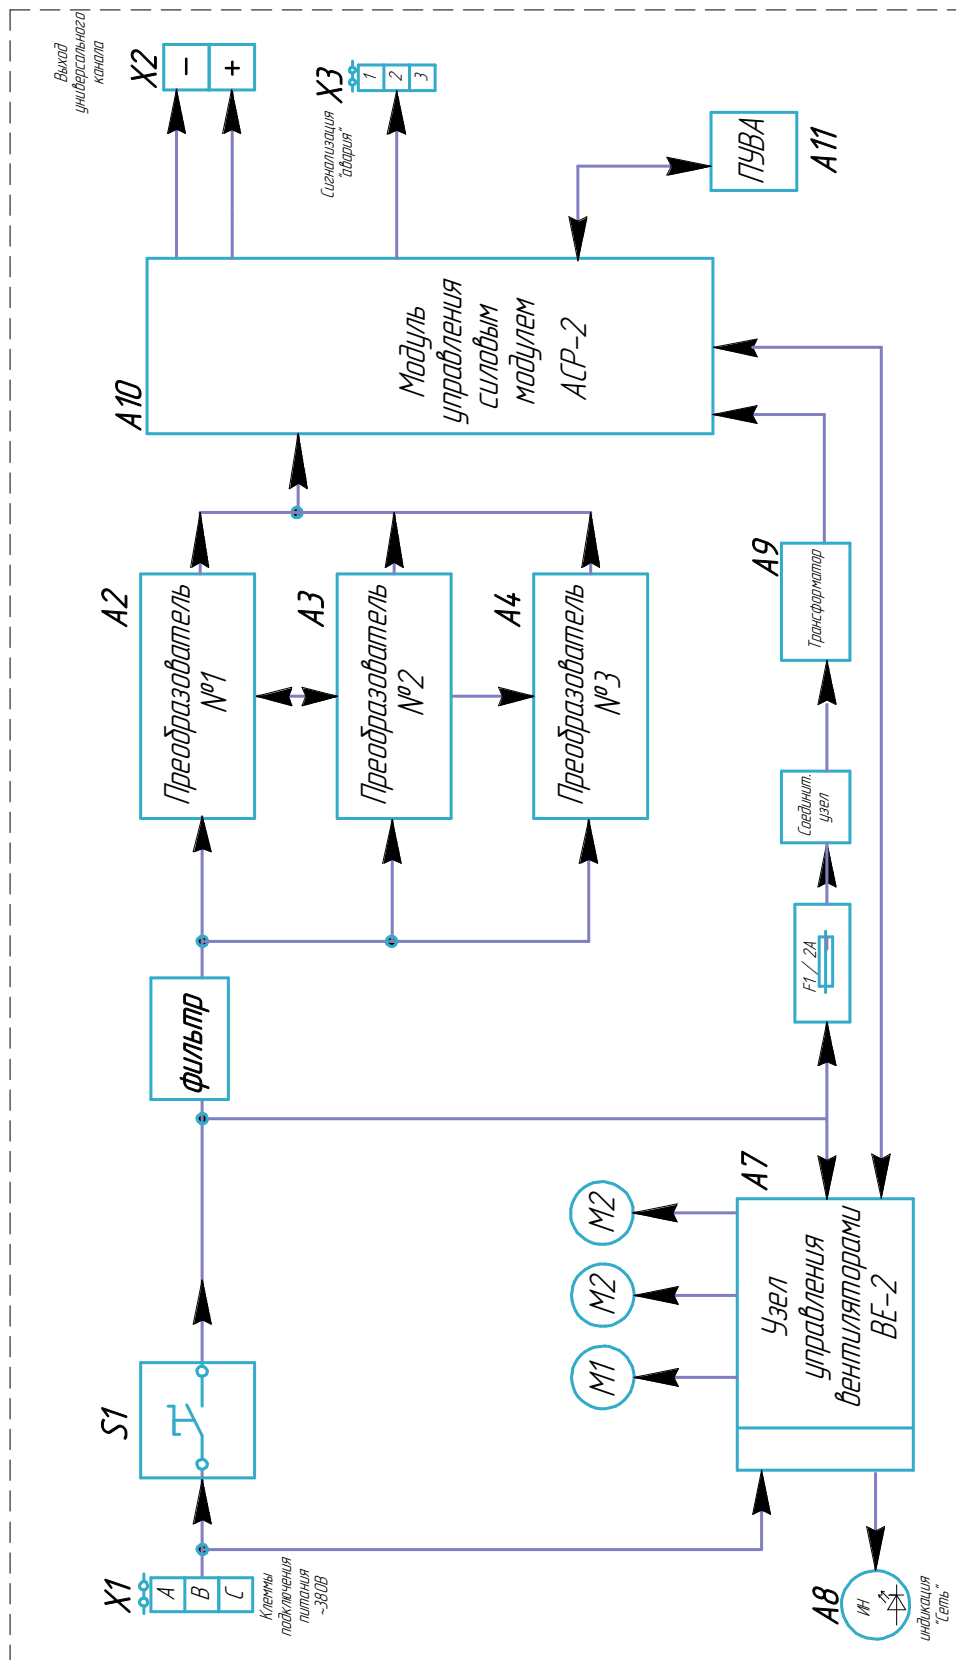 X1
A
B
C
Клеммы
подключения
питания
~380В
S1
фильтр
A2
Преобразователь
№1
A3
Преобразователь
№2
A4
Преобразователь
№3
A10
Модуль
управления
силовым
модулем
АСР-2
X2
-
+
Выход
универсального
канала
X3
1
2
3
Сигнализация
"авария"
ПУВА
A11
A9
Трансформатор
Соединит.
узел
F1 / 2А
A7
Узел
управления
вентиляторами
ВЕ-2
M1
M2
M2
A8
ИН
индикация
"Сеть"